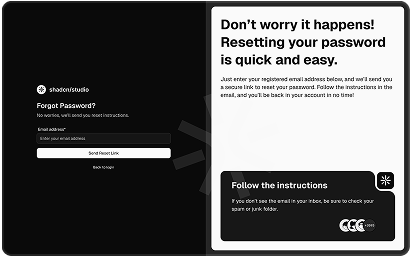 shadcn/studio
Forgot Password?
No worries, we'll send you reset instructions.
Email address*
Enter your email address
Send Reset Link
Back to login
Don't worry it happens!
Resetting your password
is quick and easy.
Just enter your registered email address below, and we'll send you
a secure link to reset your password. Follow the instructions in the
email, and you'll be back in your account in no time!
Follow the instructions
If you don't see the email in your inbox, be sure to check your
spam or junk folder.